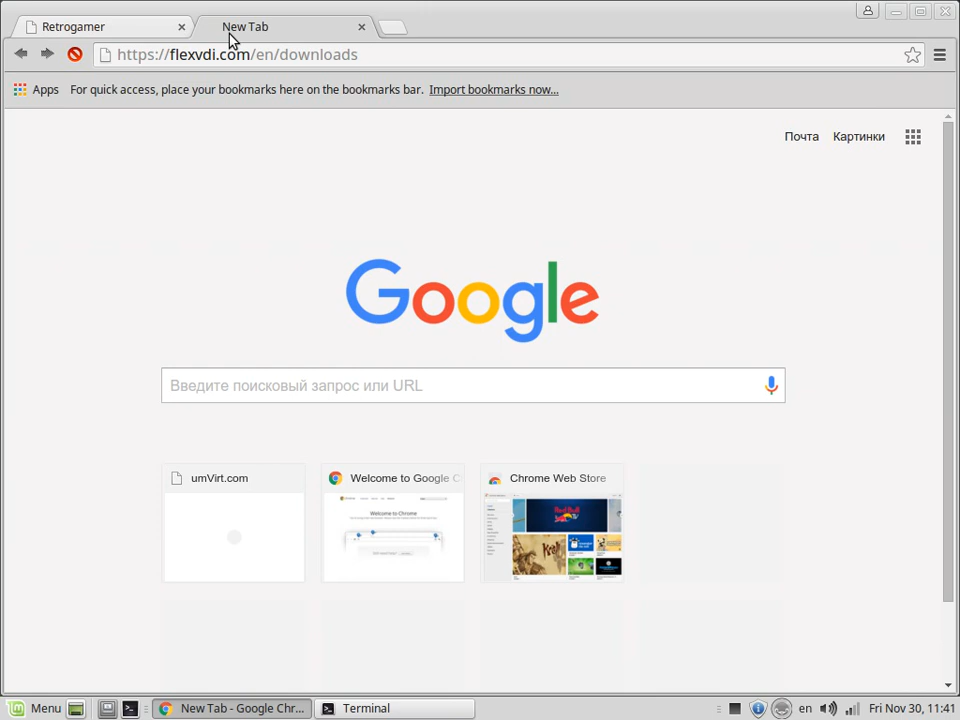 Retrogamer
New Tab
https://flexvdi.com/en/downloads
Apps
For quick access, place your bookmarks here on the bookmarks bar. Import bookmarks now...
Почта Картинки
Google
Введите поисковый запрос или URL
umVirt.com
Welcome to Google C
Chrome Web Store
Welcome to Chrome
Menu
New Tab - Google Chr...
Terminal
en
Fri Nov 30, 11:41